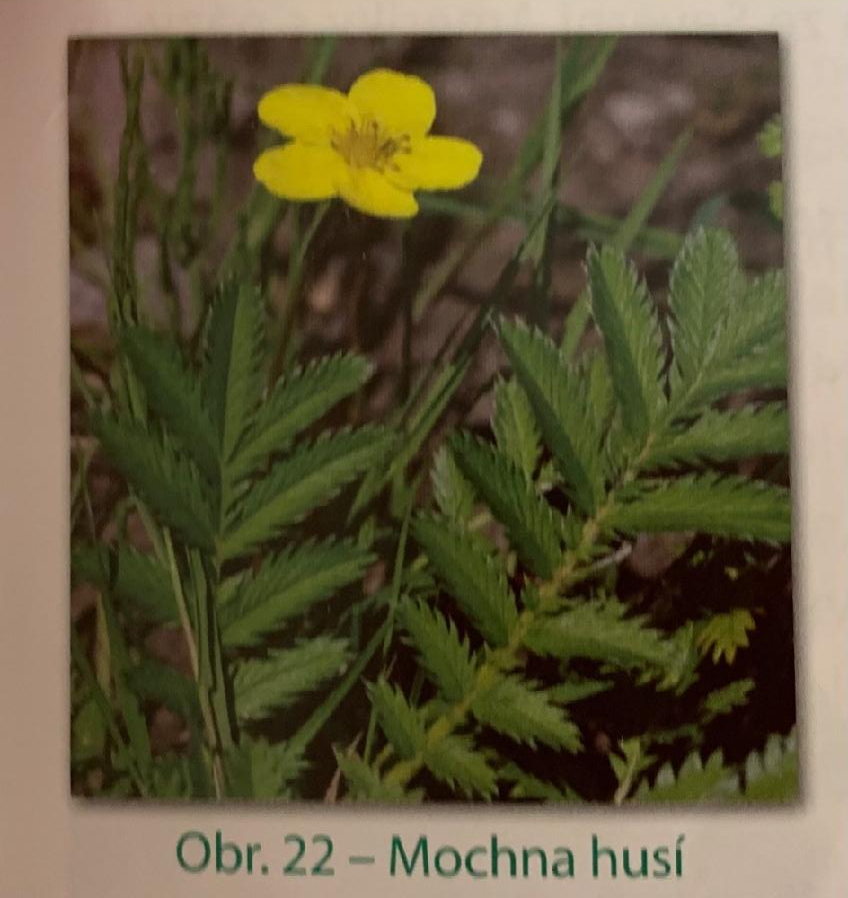 Obr. 22 – Mochna husí